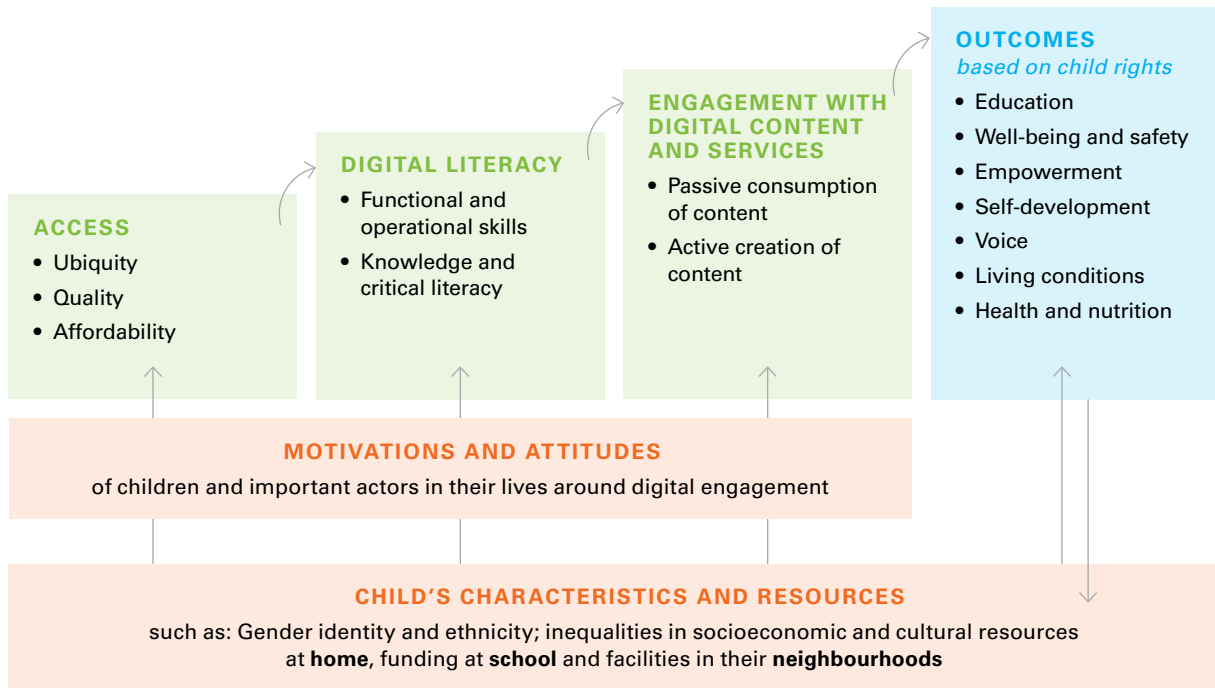 ACCESS
• Ubiquity
• Quality
• Affordability
DIGITAL LITERACY
• Functional and
operational skills
• Knowledge and
critical literacy
ENGAGEMENT WITH
DIGITAL CONTENT
AND SERVICES
• Passive consumption
of content
• Active creation of
content
OUTCOMES
based on child rights
• Education
• Well-being and safety
• Empowerment
• Self-development
• Voice
• Living conditions
• Health and nutrition
MOTIVATIONS AND ATTITUDES
of children and important actors in their lives around digital engagement
CHILD’S CHARACTERISTICS AND RESOURCES
such as: Gender identity and ethnicity; inequalities in socioeconomic and cultural resources
at home, funding at school and facilities in their neighbourhoods